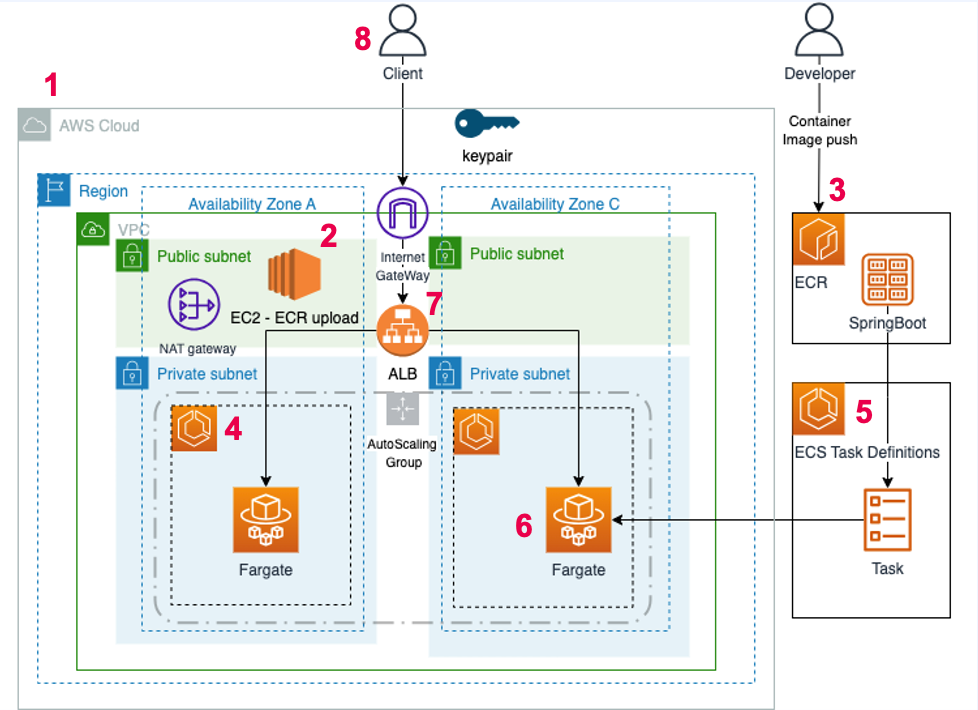 8
Client
Developer
1
AWS Cloud
keypair
Container
Image push
Region
Availability Zone A
Availability Zone C
3
VPC
2
Public subnet
Public subnet
Internet
GateWay
ECR
7
EC2 - ECR upload
SpringBoot
NAT gateway
Private subnet
ALB
Private subnet
4
5
AutoScaling
Group
ECS Task Definitions
6
Fargate
Fargate
Task